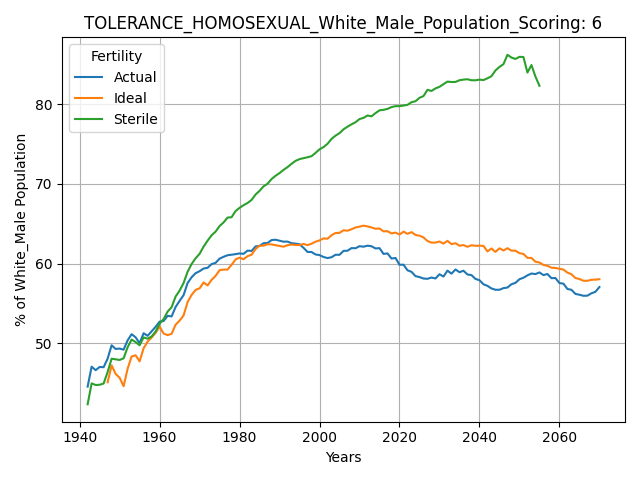 TOLERANCE_HOMOSEXUAL_White_Male_Population_Scoring: 6
Fertility
Actual
Ideal
Sterile
% of White_Male Population
80
70
60
50
1940
1960
1980
2000
2020
2040
2060
Years